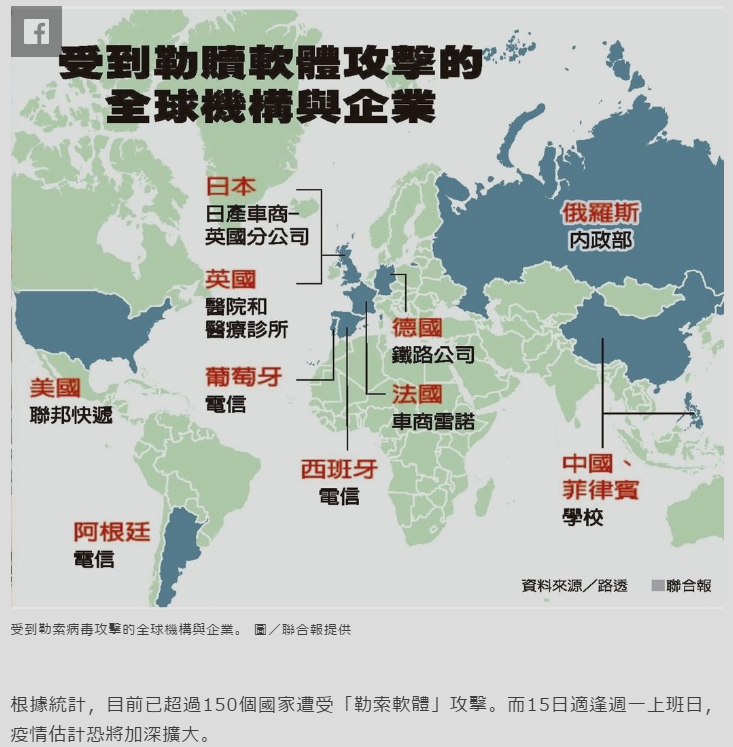 受到勒贖軟體攻擊的
全球機構與企業
日本
日產車商–
英國分公司
英國
醫院和
醫療診所
葡萄牙
電信
西班牙
電信
德國
鐵路公司
法國
車商雷諾
俄羅斯
內政部
中國、
菲律賓
學校
美國
聯邦快遞
阿根廷
電信
資料來源／路透 ■聯合報
受到勒索病毒攻擊的全球機構與企業。 圖／聯合報提供
根據統計，目前已超過150個國家遭受「勒索軟體」攻擊。而15日適逢週一上班日，
疫情估計恐將加深擴大。